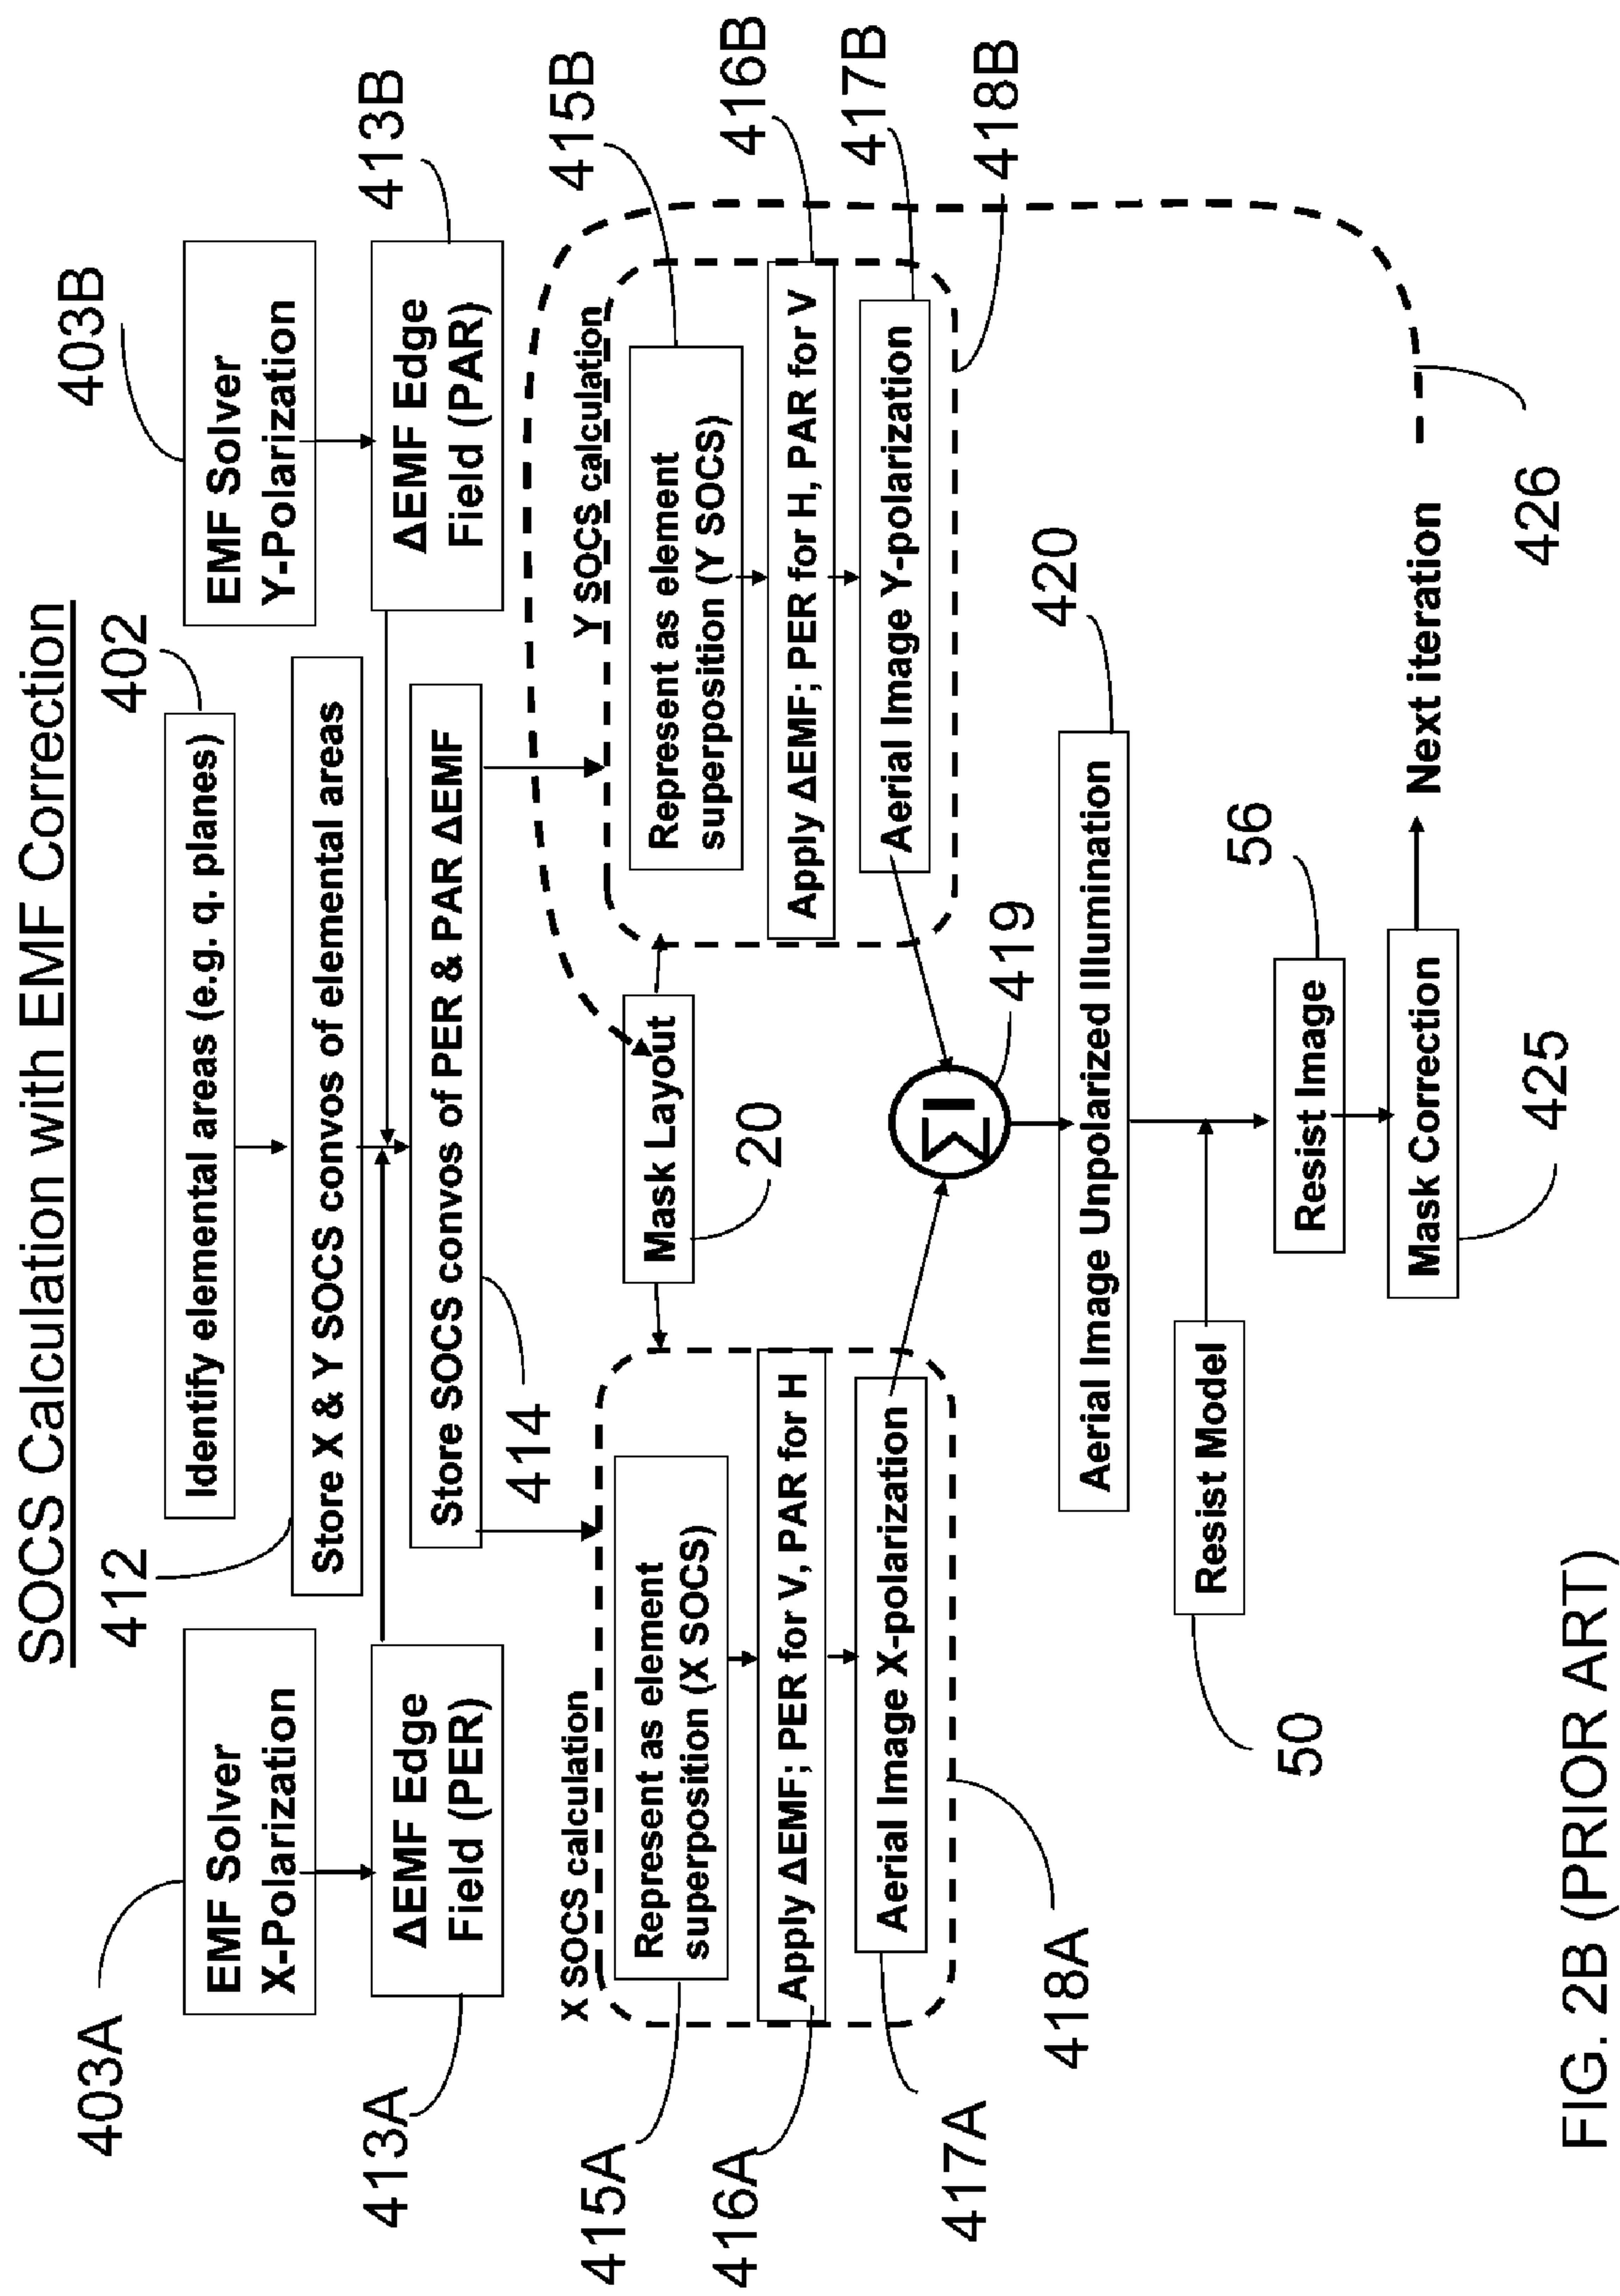 SOCS Calculation with EMF Correction
403A
412
402
403B
EMF Solver
X-Polarization
Identify elemental areas (e.g. q. planes)
EMF Solver
Y-Polarization
Store X & Y SOCS convos of elemental areas
413A
ΔEMF Edge
Field (PER)
ΔEMF Edge
Field (PAR)
413B
Store SOCS convos of PER & PAR ΔEMF
414
X SOCS calculation
Y SOCS calculation
415A
Represent as element
superposition (X SOCS)
Mask Layout
20
Represent as element
superposition (Y SOCS)
415B
416A
Apply ΔEMF; PER for V, PAR for H
Apply ΔEMF; PER for H, PAR for V
416B
417A
Aerial Image X-polarization
Aerial Image Y-polarization
417B
418A
Σ
I
419
418B
Aerial Image Unpolarized Illumination
420
Resist Model
50
Resist Image
56
Mask Correction
425
Next iteration
426
FIG. 2B (PRIOR ART)